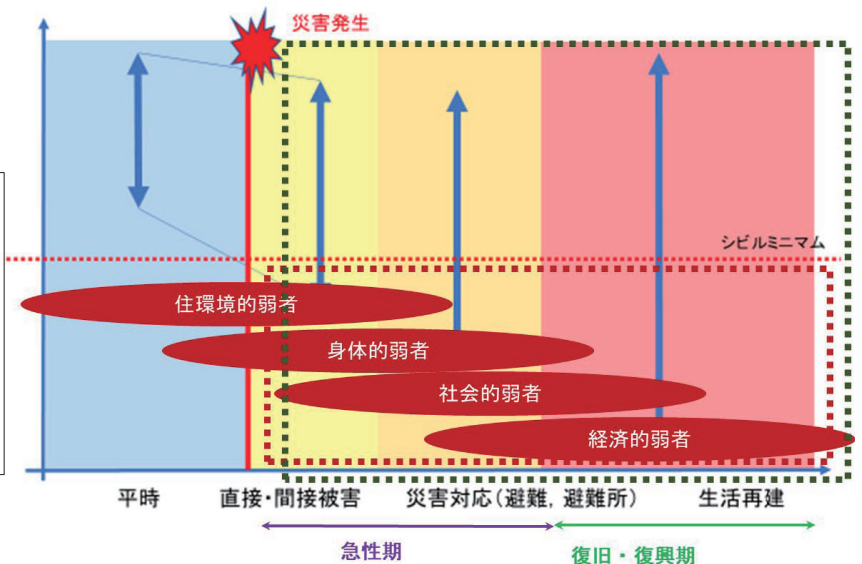 災害発生
シビルミニマム
住環境的弱者
身体的弱者
社会的弱者
経済的弱者
平時
直接・間接被害
災害対応(避難, 避難所)
生活再建
急性期
復旧・復興期